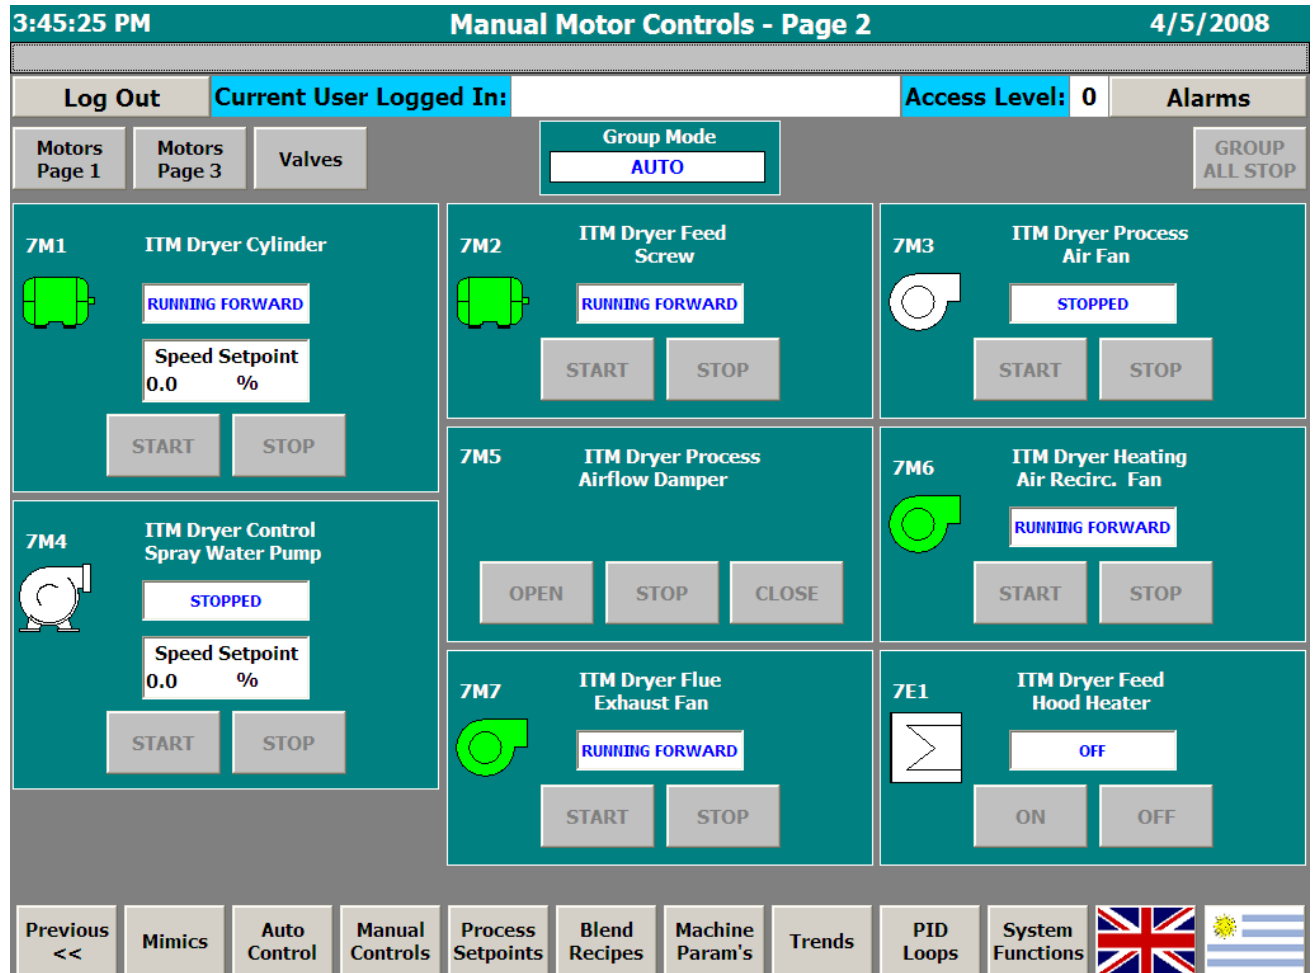 3:45:25 PM Manual Motor Controls - Page 2 4/5/2008
Log Out Current User Logged In: Access Level: 0 Alarms
Motors
Page 1
Motors
Page 3
Valves
Group Mode
AUTO
GROUP
ALL STOP
7M1 ITM Dryer Cylinder
RUNNING FORWARD
Speed Setpoint
0.0 %
START STOP
7M2 ITM Dryer Feed
Screw
RUNNING FORWARD
START STOP
7M3 ITM Dryer Process
Air Fan
STOPPED
START STOP
7M4 ITM Dryer Control
Spray Water Pump
STOPPED
Speed Setpoint
0.0 %
START STOP
7M5 ITM Dryer Process
Airflow Damper
OPEN STOP CLOSE
7M6 ITM Dryer Heating
Air Recirc. Fan
RUNNING FORWARD
START STOP
7M7 ITM Dryer Flue
Exhaust Fan
RUNNING FORWARD
START STOP
7E1 ITM Dryer Feed
Hood Heater
OFF
ON OFF
Previous
<<
Mimics
Auto
Control
Manual
Controls
Process
Setpoints
Blend
Recipes
Machine
Param's
Trends
PID
Loops
System
Functions